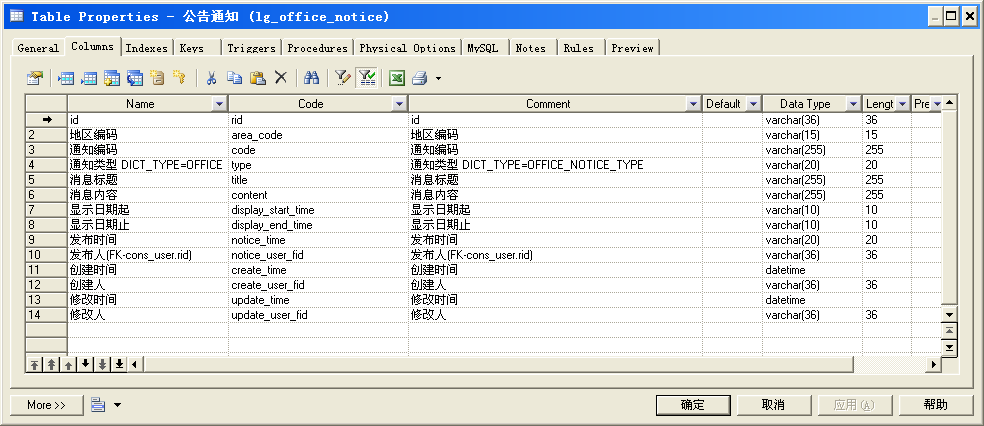 Table Properties - 公告通知 (lg_office_notice)
General Columns Indexes Keys Triggers Procedures Physical Options MySQL Notes Rules Preview
Name Code Comment Default Data Type Lengt Pre
id rid id varchar(36) 36
2 地区编码 area_code 地区编码 varchar(15) 15
3 通知编码 code 通知编码 varchar(255) 255
4 通知类型 DICT_TYPE=OFFICE type 通知类型 DICT_TYPE=OFFICE_NOTICE_TYPE varchar(20) 20
5 消息标题 title 消息标题 varchar(255) 255
6 消息内容 content 消息内容 varchar(255) 255
7 显示日期起 display_start_time 显示日期起 varchar(10) 10
8 显示日期止 display_end_time 显示日期止 varchar(10) 10
9 发布时间 notice_time 发布时间 varchar(20) 20
10 发布人(FK-cons_user.rid) notice_user_fid 发布人(FK-cons_user.rid) varchar(36) 36
11 创建时间 create_time 创建时间 datetime
12 创建人 create_user_fid 创建人 varchar(36) 36
13 修改时间 update_time 修改时间 datetime
14 修改人 update_user_fid 修改人 varchar(36) 36
More >> 确定 取消 应用(A) 帮助